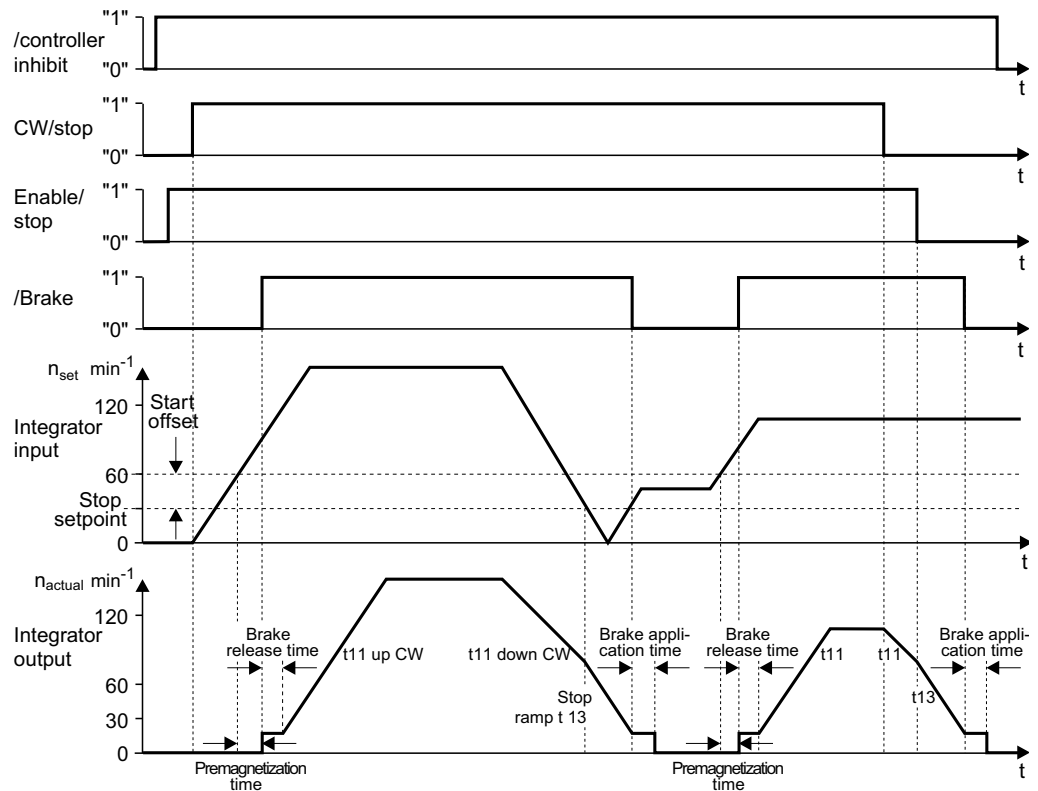 "1"
/controller
inhibit
"0"
t
"1"
CW/stop
"0"
t
"1"
Enable/
stop
"0"
t
"1"
/Brake
"0"
t
n_set min^-1
120
Start
offset
Integrator
input
60
Stop
setpoint
0
t
n_actual min^-1
120
Integrator
output
Brake
release time
t11 up CW
t11 down CW
Brake appli-
cation time
Brake
release time
t11
t11
Brake appli-
cation time
60
Stop
ramp t 13
t13
30
0
Premagnetization
time
Premagnetization
time
t